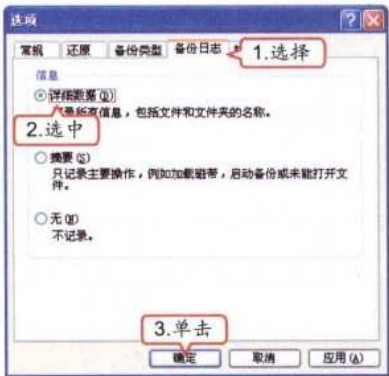 选项
常规 还原 备份类型 备份日志
1.选择
信息
详细数据(D)
录所有信息，包括文件和文件夹的名称。
2.选中
摘要(S)
只记录主要操作，例如加载磁带，启动备份或未能打开文
件。
无(N)
不记录。
3.单击
确定 取消 应用(A)